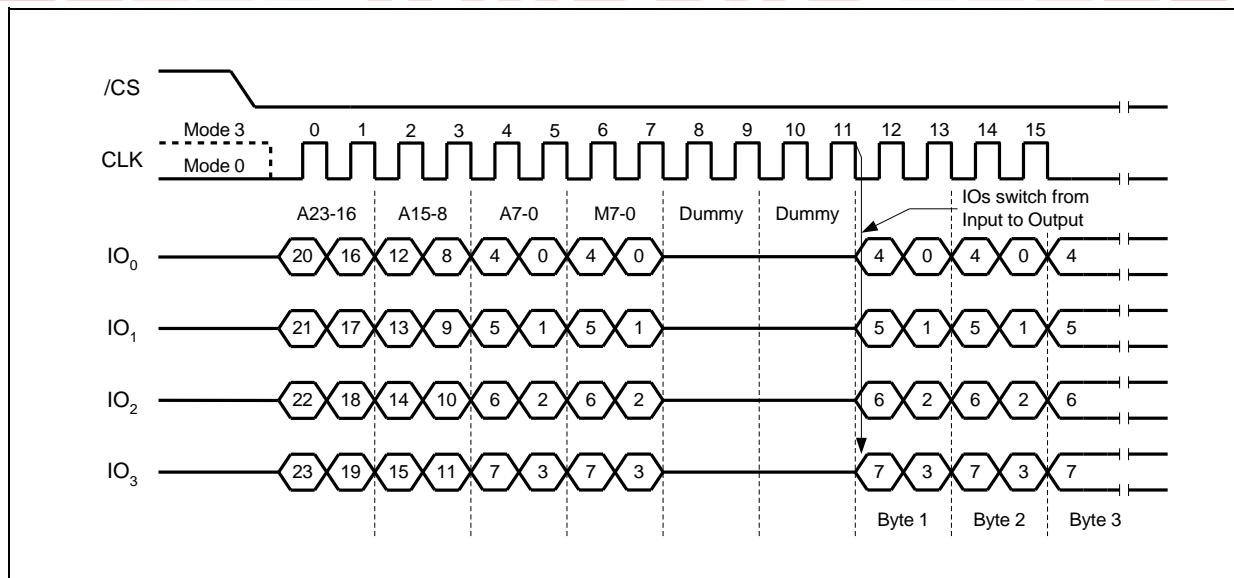 /CS
Mode 3 0 1 2 3 4 5 6 7 8 9 10 11 12 13 14 15
CLK
Mode 0
IOs switch from
Input to Output
A23-16 A15-8 A7-0 M7-0 Dummy Dummy
IO0 20 16 12 8 4 0 4 0 4 0 4 0 4
IO1 21 17 13 9 5 1 5 1 5 1 5 1 5
IO2 22 18 14 10 6 2 6 2 6 2 6 2 6
IO3 23 19 15 11 7 3 7 3 7 3 7 3 7
Byte 1 Byte 2 Byte 3